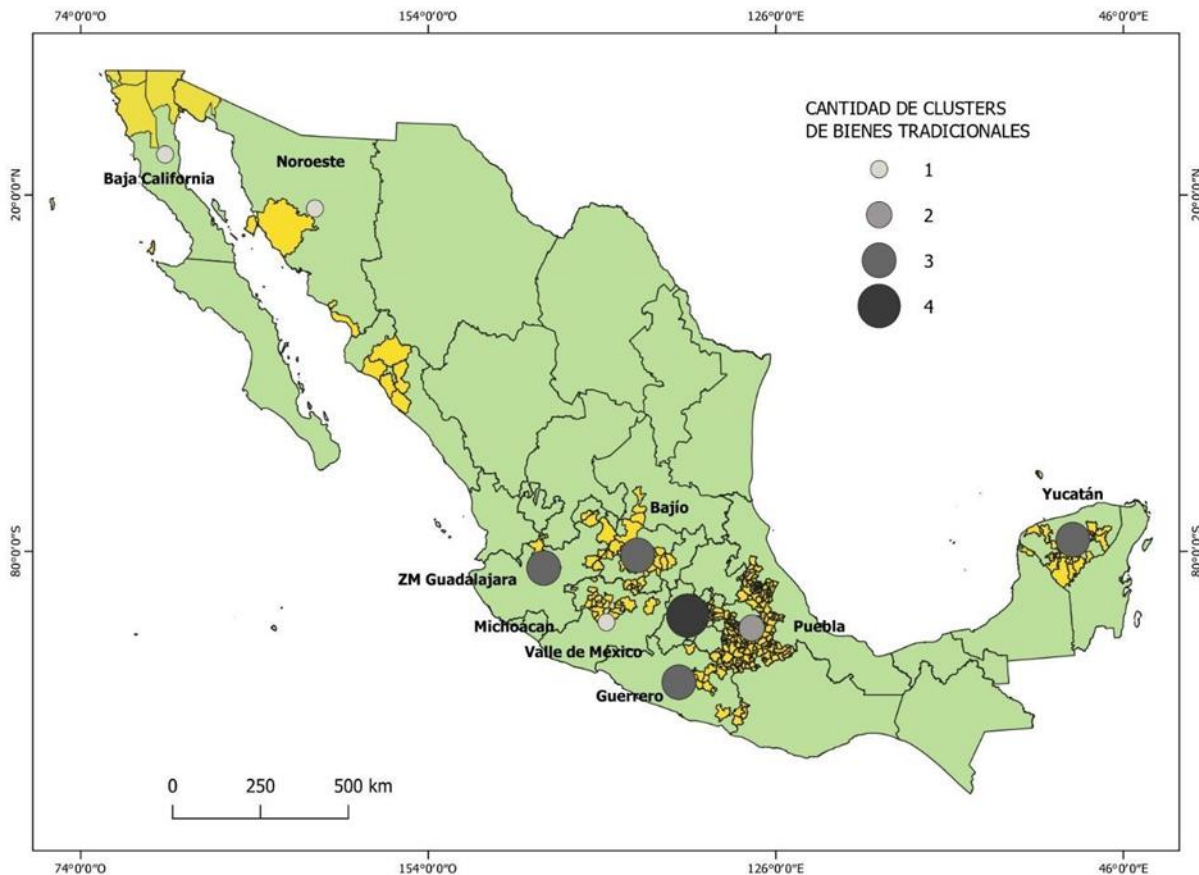 74°0'0"O 154°0'0"O 126°0'0"E 46°0'0"E
CANTIDAD DE CLUSTERS
DE BIENES TRADICIONALES
1
2
3
4
Noroeste
Baja California
20°0'0"N 20°0'0"N
Yucatán
Bajío
80°0'0"S 80°0'0"S
ZM Guadalajara
Michoacan Puebla
Valle de México
Guerrero
0 250 500 km
74°0'0"O 154°0'0"O 126°0'0"E 46°0'0"E